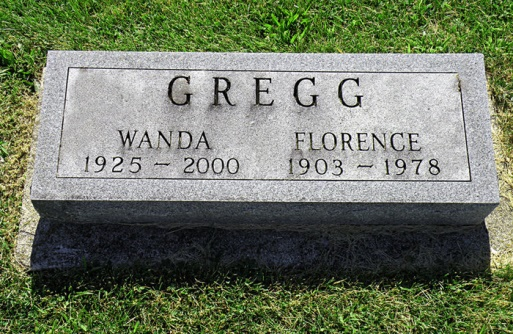 GREGG
WANDA FLORENCE
1925 – 2000 1903 – 1978